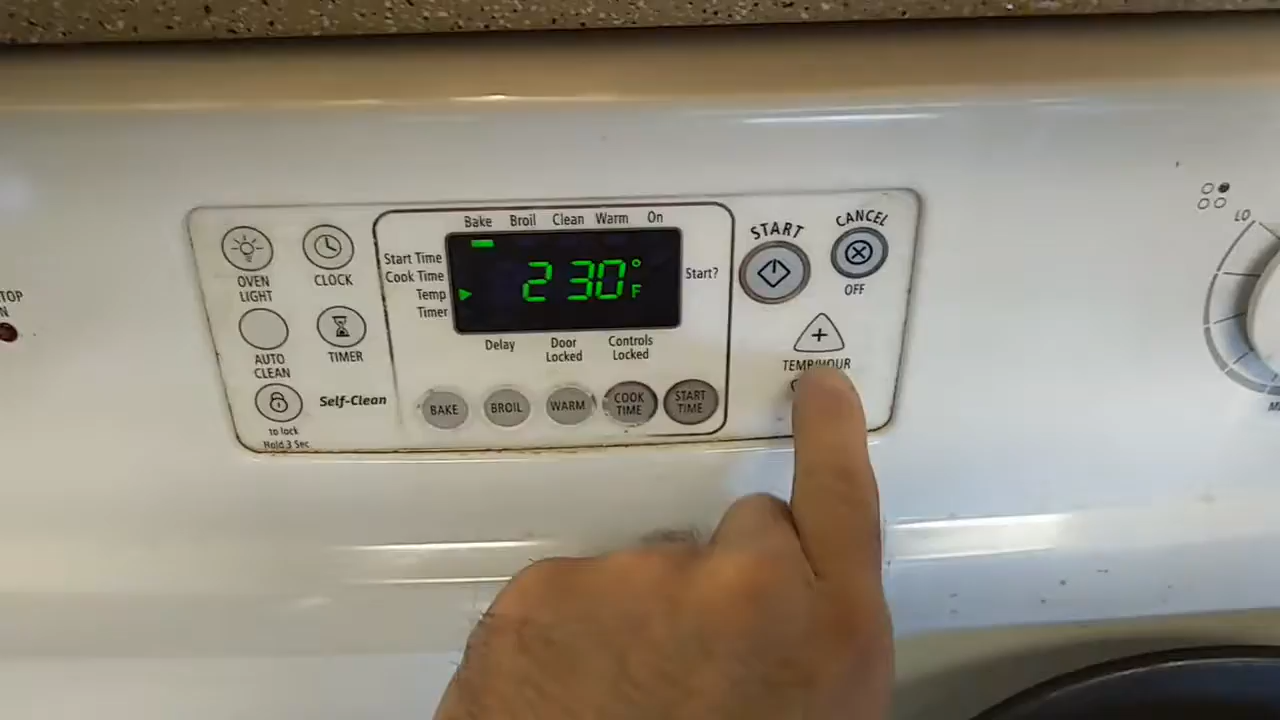 Bake Broil Clean Warm On
START
CANCEL
OFF
Start Time
Cook Time
Temp
Timer
230°F
Start?
Delay
Door Locked
Controls Locked
OVEN LIGHT
CLOCK
AUTO CLEAN
TIMER
Self-Clean
to lock
Hold 3 Sec
BAKE
BROIL
WARM
COOK TIME
START TIME
+
TEMP/HOUR
LO